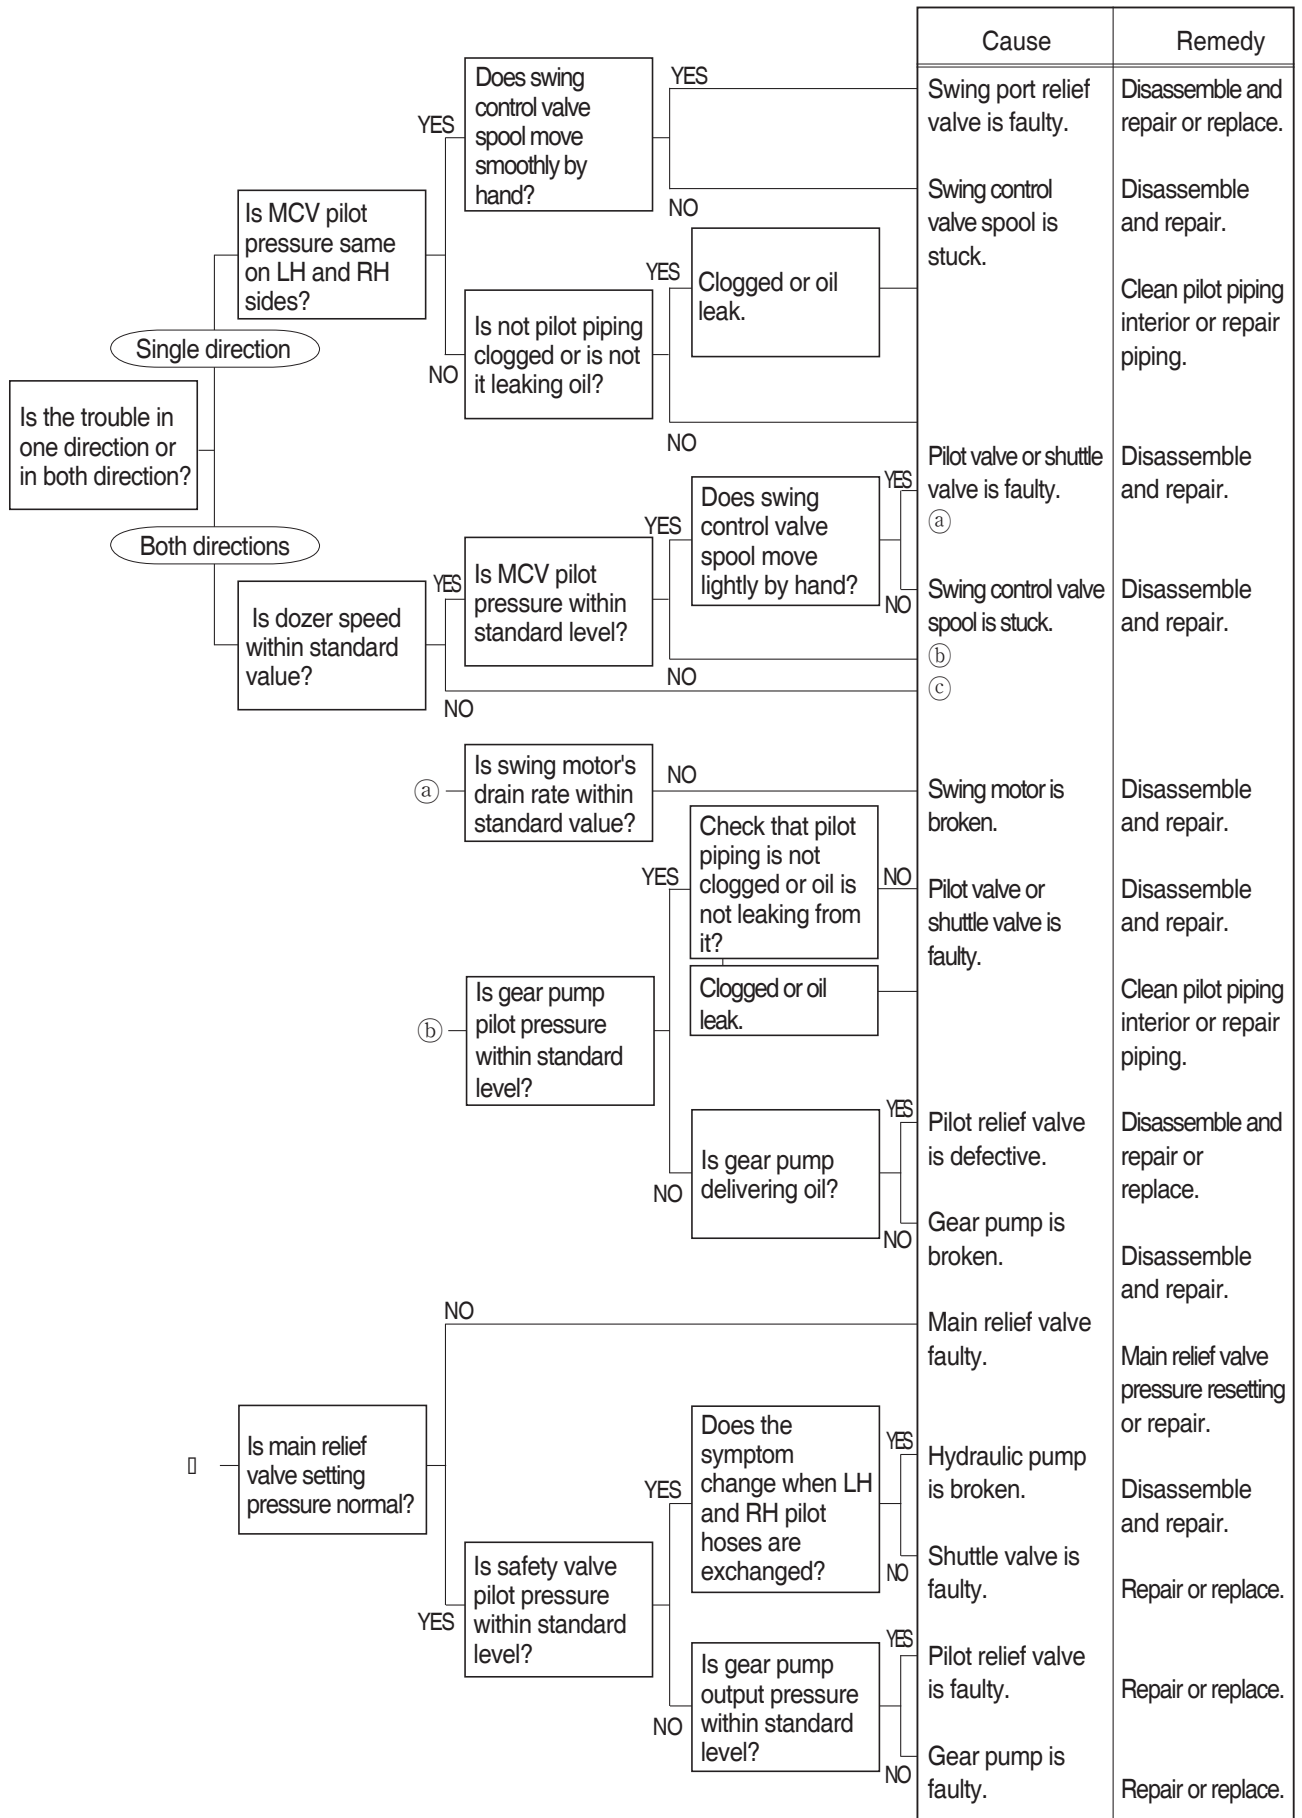 Cause
Remedy
Does swing
control valve
spool move
smoothly by
hand?
YES
YES
NO
Swing port relief
valve is faulty.
Disassemble and
repair or replace.
Is MCV pilot
pressure same
on LH and RH
sides?
Swing control
valve spool is
stuck.
Disassemble
and repair.
YES
Clogged or oil
leak.
Is not pilot piping
clogged or is not
it leaking oil?
NO
NO
Clean pilot piping
interior or repair
piping.
Single direction
Is the trouble in
one direction or
in both direction?
Both directions
Pilot valve or shuttle
valve is faulty.
ⓐ
Disassemble
and repair.
Does swing
control valve
spool move
lightly by hand?
YES
YES
NO
Is MCV pilot
pressure within
standard level?
YES
NO
Is dozer speed
within standard
value?
NO
Swing control valve
spool is stuck.
ⓑ
ⓒ
Disassemble
and repair.
ⓐ
Is swing motor's
drain rate within
standard value?
NO
Swing motor is
broken.
Disassemble
and repair.
Check that pilot
piping is not
clogged or oil is
not leaking from
it?
YES
NO
Pilot valve or
shuttle valve is
faulty.
Disassemble
and repair.
Clogged or oil
leak.
Clean pilot piping
interior or repair
piping.
ⓑ
Is gear pump
pilot pressure
within standard
level?
YES
Is gear pump
delivering oil?
NO
NO
Pilot relief valve
is defective.
Disassemble and
repair or
replace.
Gear pump is
broken.
Disassemble
and repair.
NO
Main relief valve
faulty.
Main relief valve
pressure resetting
or repair.
Is main relief
valve setting
pressure normal?
YES
Does the
symptom
change when LH
and RH pilot
hoses are
exchanged?
YES
YES
NO
Hydraulic pump
is broken.
Disassemble
and repair.
Shuttle valve is
faulty.
Repair or replace.
Is safety valve
pilot pressure
within standard
level?
Is gear pump
output pressure
within standard
level?
YES
NO
NO
Pilot relief valve
is faulty.
Repair or replace.
Gear pump is
faulty.
Repair or replace.